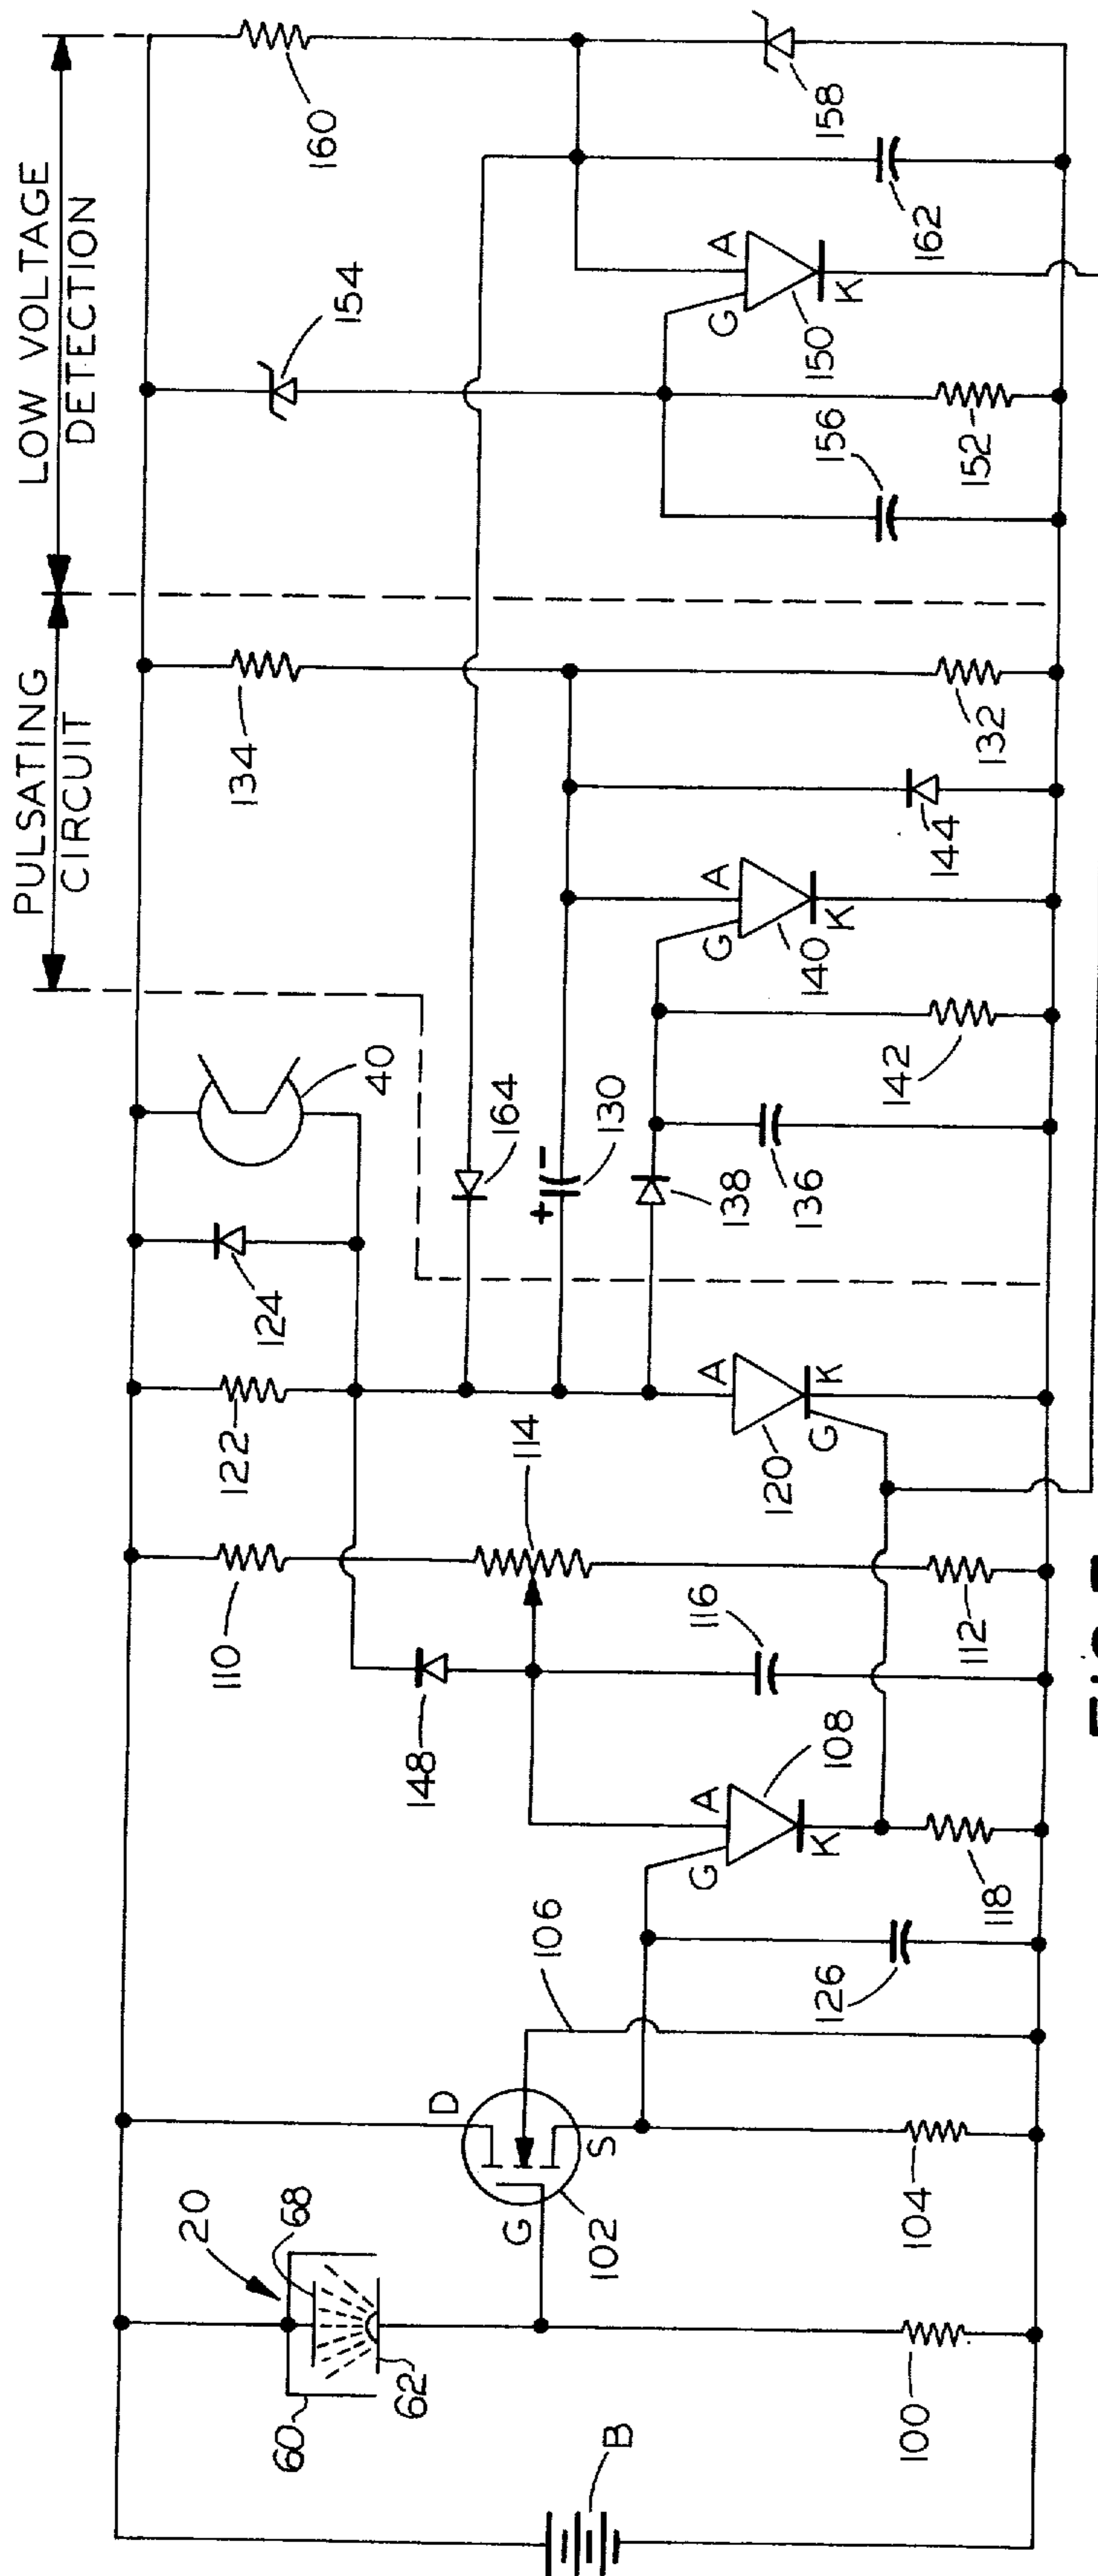 PULSATING
CIRCUIT
LOW VOLTAGE
DETECTION
20
68
60
62
B
100
G
D
S
102
104
106
126
G
A
K
108
118
148
116
110
114
112
122
124
40
A
K
G
120
164
+
−
130
138
136
142
G
A
K
140
144
134
132
154
156
152
G
A
K
150
160
162
158